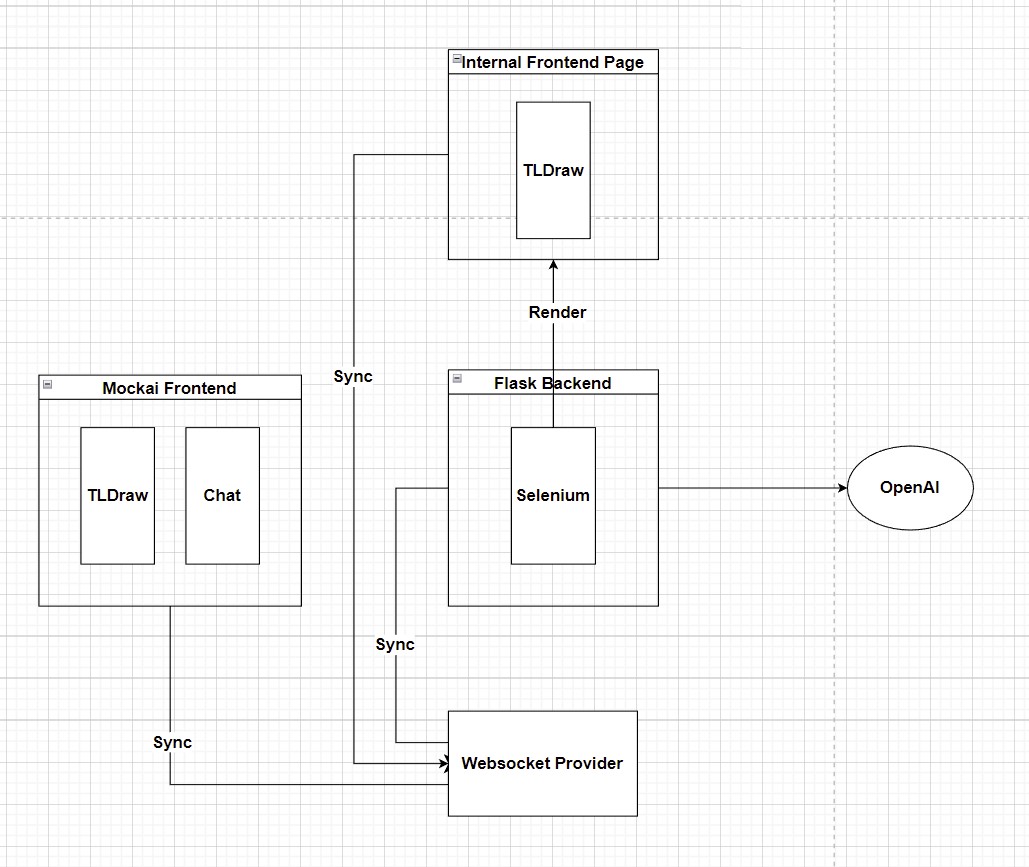 Internal Frontend Page
TLDraw
Render
Sync
Mockai Frontend
TLDraw
Chat
Flask Backend
Selenium
OpenAI
Sync
Sync
Websocket Provider